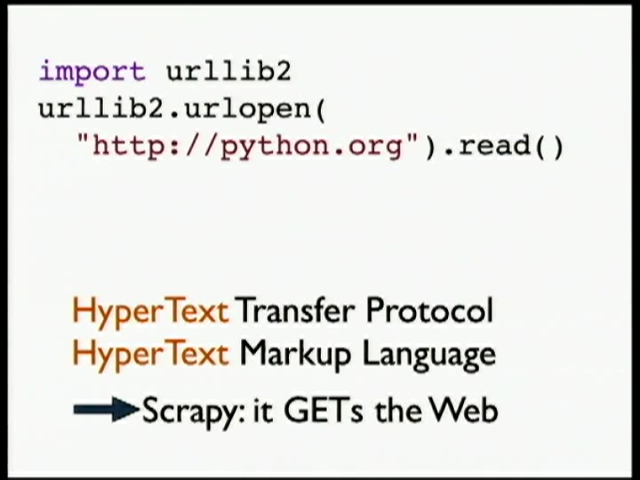 import urllib2
urllib2.urlopen(
"http://python.org").read()
HyperText Transfer Protocol
HyperText Markup Language
Scrapy: it GETs the Web